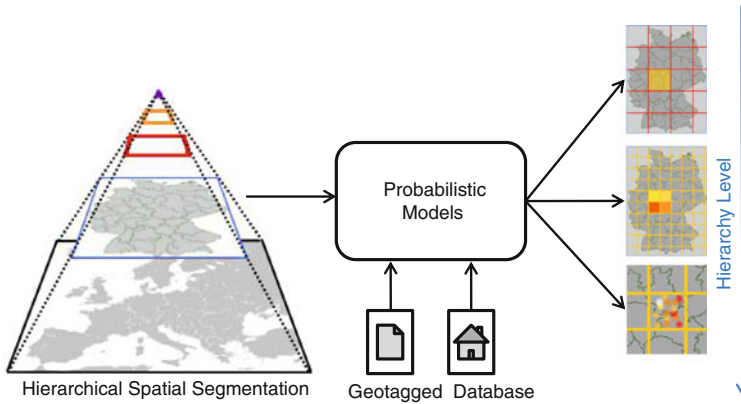 Probabilistic
Models
Hierarchy Level
Hierarchical Spatial Segmentation
Geotagged Database